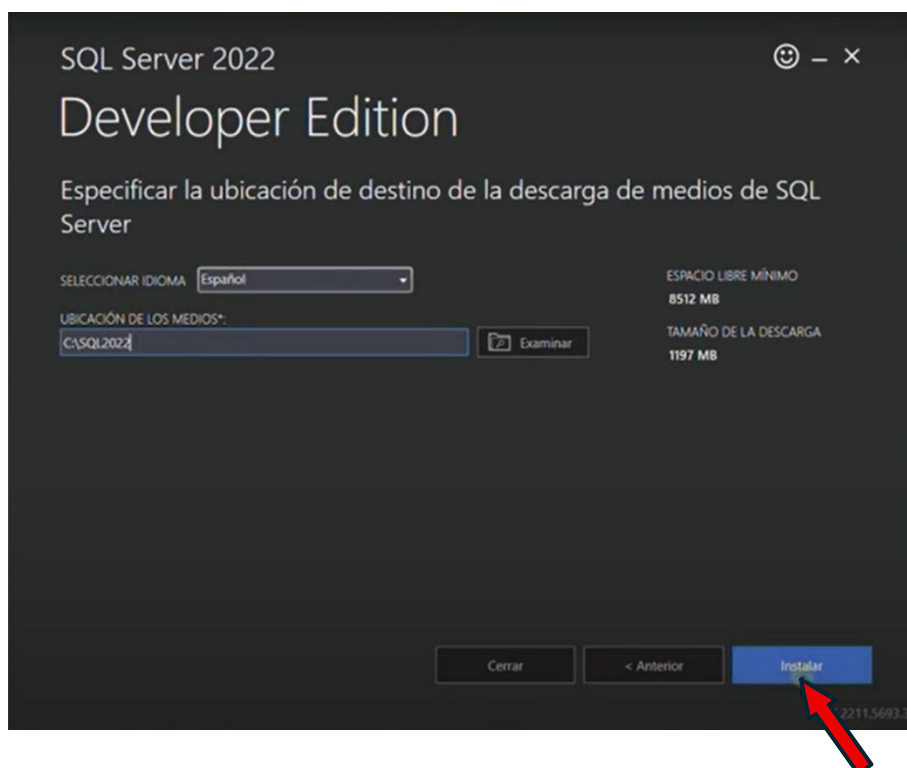 SQL Server 2022
Developer Edition
Especificar la ubicación de destino de la descarga de medios de SQL
Server
SELECCIONAR IDIOMA Español
ESPACIO LIBRE MÍNIMO
8512 MB
UBICACIÓN DE LOS MEDIOS*:
C:\SQL2022
Examinar
TAMAÑO DE LA DESCARGA
1197 MB
Cerrar
< Anterior
Instalar